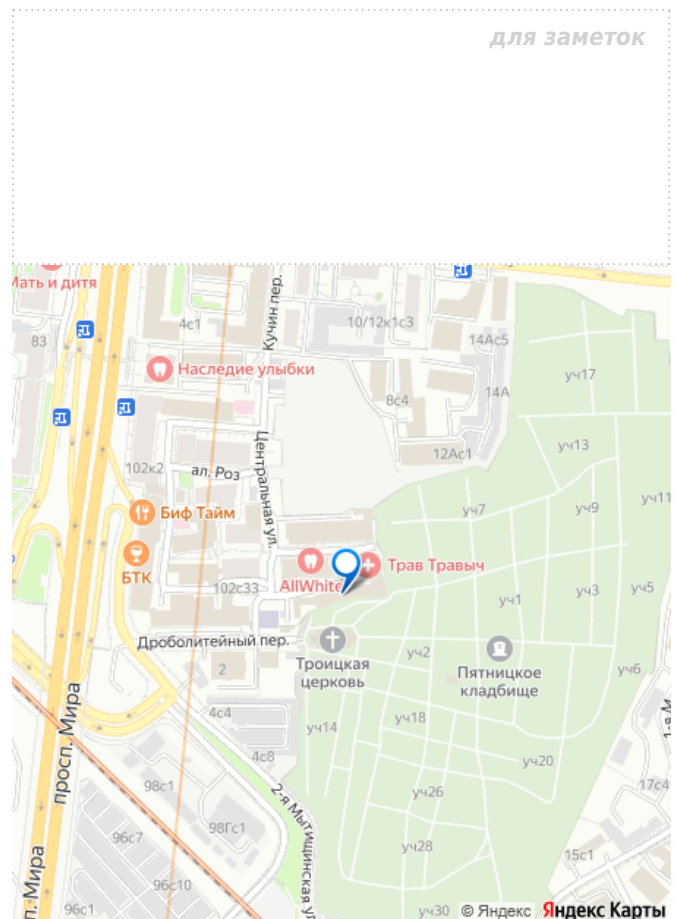 для заметок
Мать и дитя
83
4с1
Кучин пер.
10/12к1с3
14Ас5
Наследие улыбки
уч17
8с4
14А
12Ас1
уч13
102к2
ал. Роз
Центральная ул.
Биф Тайм
уч7
уч9
уч11
БТК
AllWhite
Трав Травыч
102с33
уч1
уч3
уч5
Дроболитейный пер.
2
Троицкая
церковь
уч2
Пятницкое
кладбище
уч6
просп. Мира
4с4
4с8
уч14
уч18
уч20
98с1
2-я Мытищинская ул
уч26
17с4
96с7
98Гс1
уч28
15с1
96с10
п. Мира
96с1
уч30
© Яндекс
Яндекс Карты